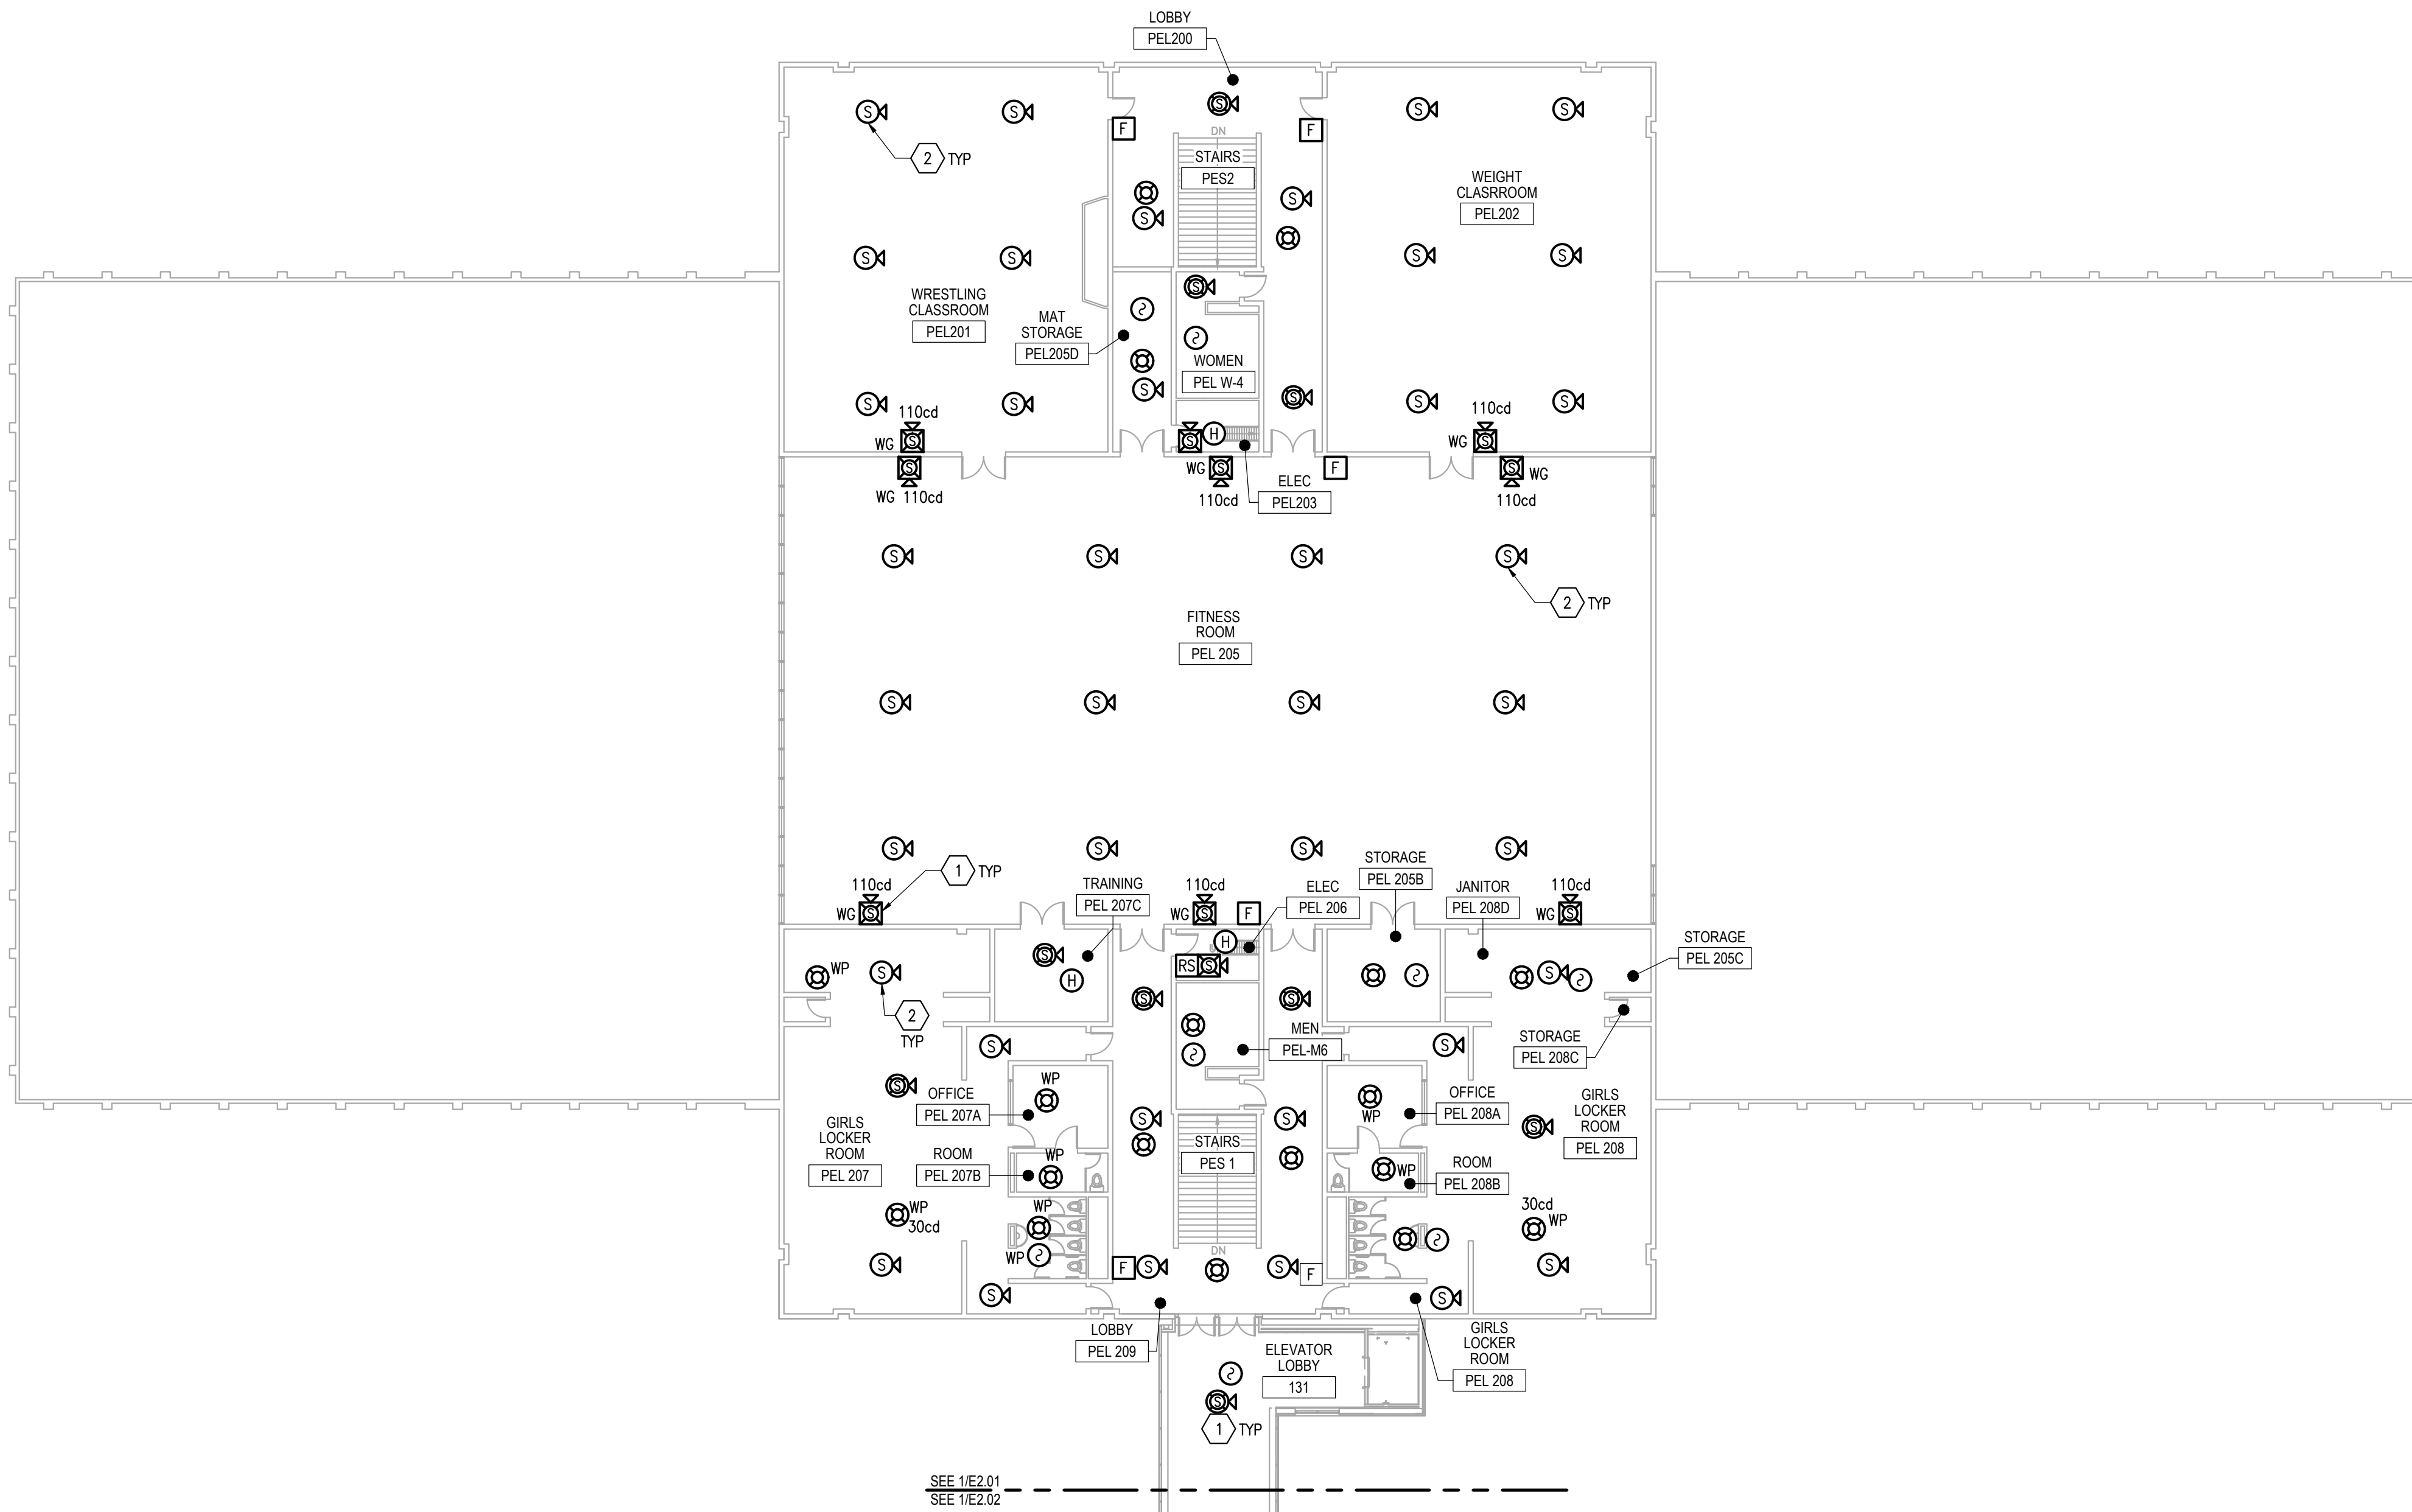 LOBBY
PEL200
S
S
S
S
S
F
F
DN
2 TYP
STAIRS
PES2
WEIGHT
CLASRROOM
PEL202
S
S
S
S
S
S
S
S
WRESTLING
CLASSROOM
PEL201
MAT
STORAGE
PEL205D
WOMEN
PEL W-4
S
S
S
S
S
S
110cd
WG
S
S
H
110cd
WG
S
S
WG 110cd
WG
S
110cd
F
S
WG
110cd
ELEC
PEL203
S
S
S
S
2 TYP
FITNESS
ROOM
PEL 205
S
S
S
S
S
S
S
S
1 TYP
110cd
WG
S
TRAINING
PEL 207C
110cd
WG
S
F
ELEC
PEL 206
STORAGE
PEL 205B
JANITOR
PEL 208D
110cd
WG
S
STORAGE
PEL 205C
WP
S
S
H
H
RS
S
S
2
TYP
S
S
MEN
PEL-M6
STORAGE
PEL 208C
S
S
S
OFFICE
PEL 207A
WP
WP
OFFICE
PEL 208A
GIRLS
LOCKER
ROOM
PEL 208
S
GIRLS
LOCKER
ROOM
PEL 207
S
S
STAIRS
PES 1
ROOM
PEL 207B
WP
WP
ROOM
PEL 208B
WP
30cd
WP
WP
30cd
WP
DN
S
S
F
S
S
F
S
S
LOBBY
PEL 209
GIRLS
LOCKER
ROOM
PEL 208
ELEVATOR
LOBBY
131
S
1 TYP
SEE 1/E2.01
SEE 1/E2.02